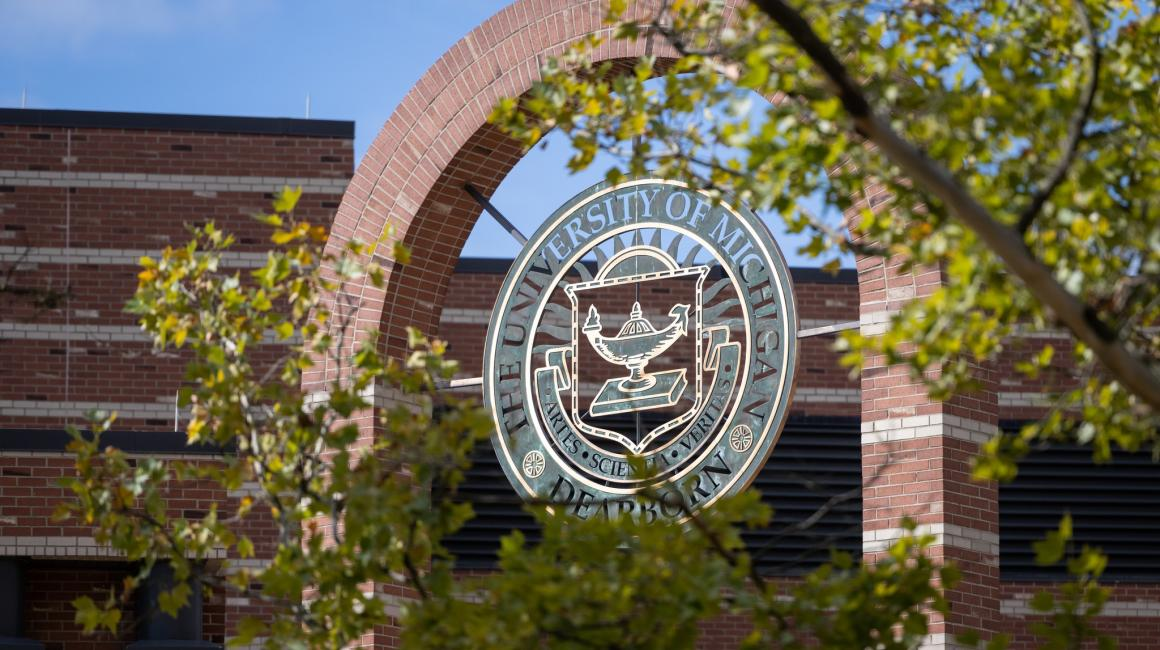 THE UNIVERSITY OF MICHIGAN
ARTES • SCIENTIA • VERITAS
DEARBORN